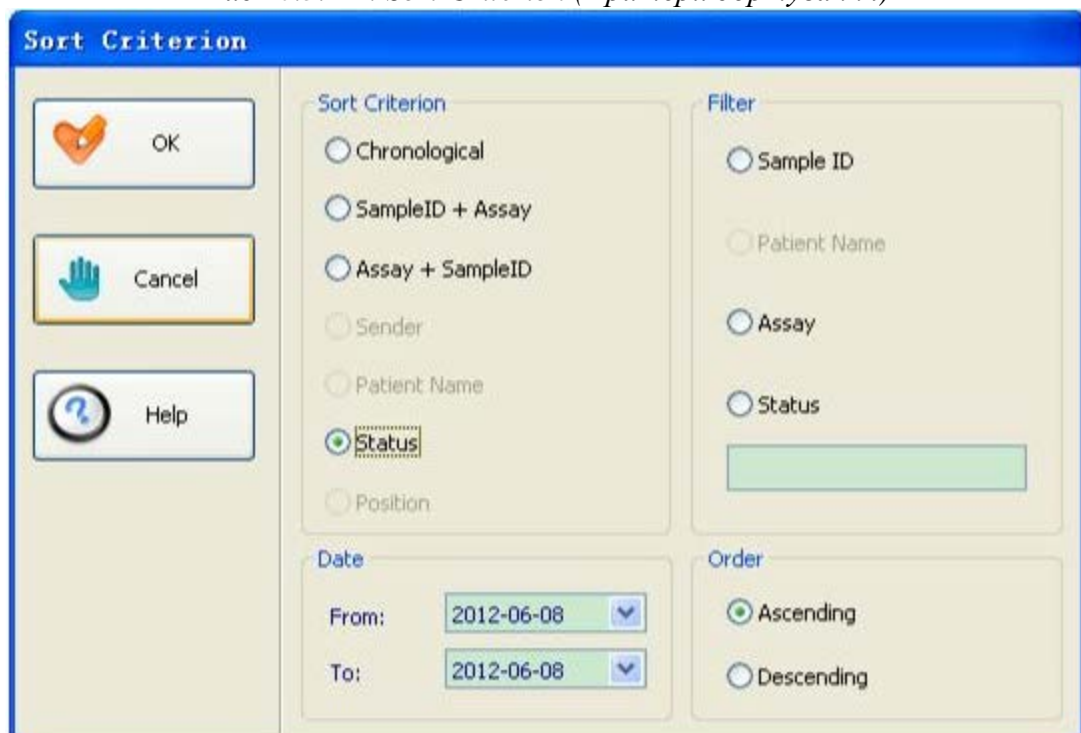 Sort Criterion
OK
Cancel
Help
Sort Criterion
Chronological
SampleID + Assay
Assay + SampleID
Sender
Patient Name
Status
Position
Filter
Sample ID
Patient Name
Assay
Status
Date
From: 2012-06-08
To: 2012-06-08
Order
Ascending
Descending